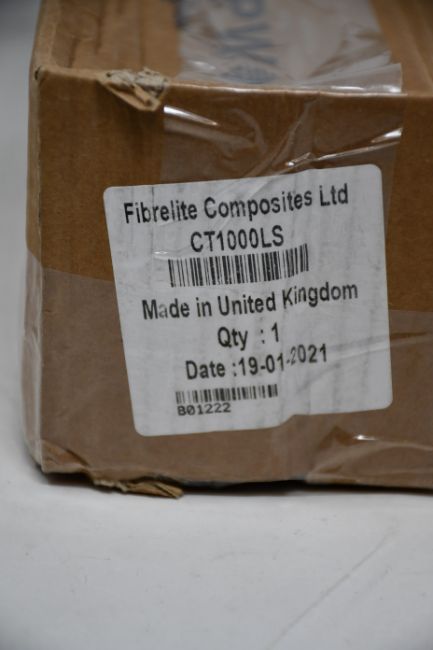 Fibrelite Composites Ltd
CT1000LS
Made in United Kingdom
Qty : 1
Date :19-01-2021
B01222